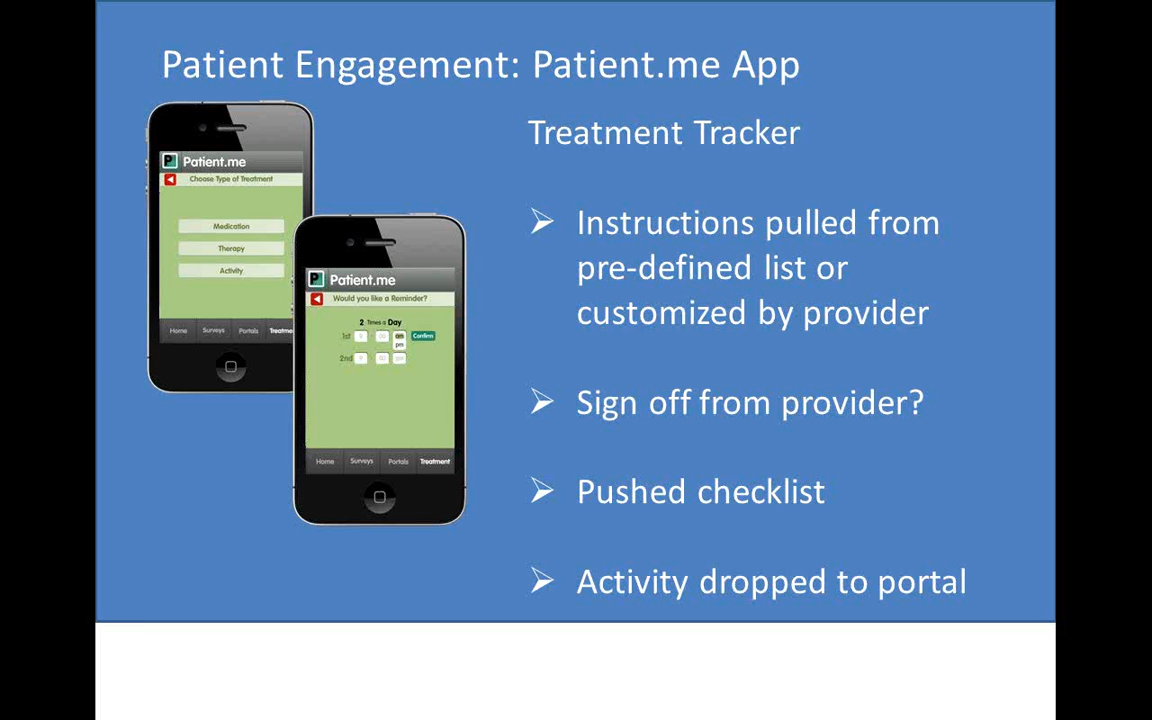 Patient Engagement: Patient.me App
Treatment Tracker
➢ Instructions pulled from
pre-defined list or
customized by provider
➢ Sign off from provider?
➢ Pushed checklist
➢ Activity dropped to portal
Patient.me
Choose Type of Treatment
Medication
Therapy
Activity
Home Surveys Portals
Patient.me
Would you like a Reminder?
2 Times a Day
1st am Confirm
pm
2nd
Home Surveys Portals Treatment